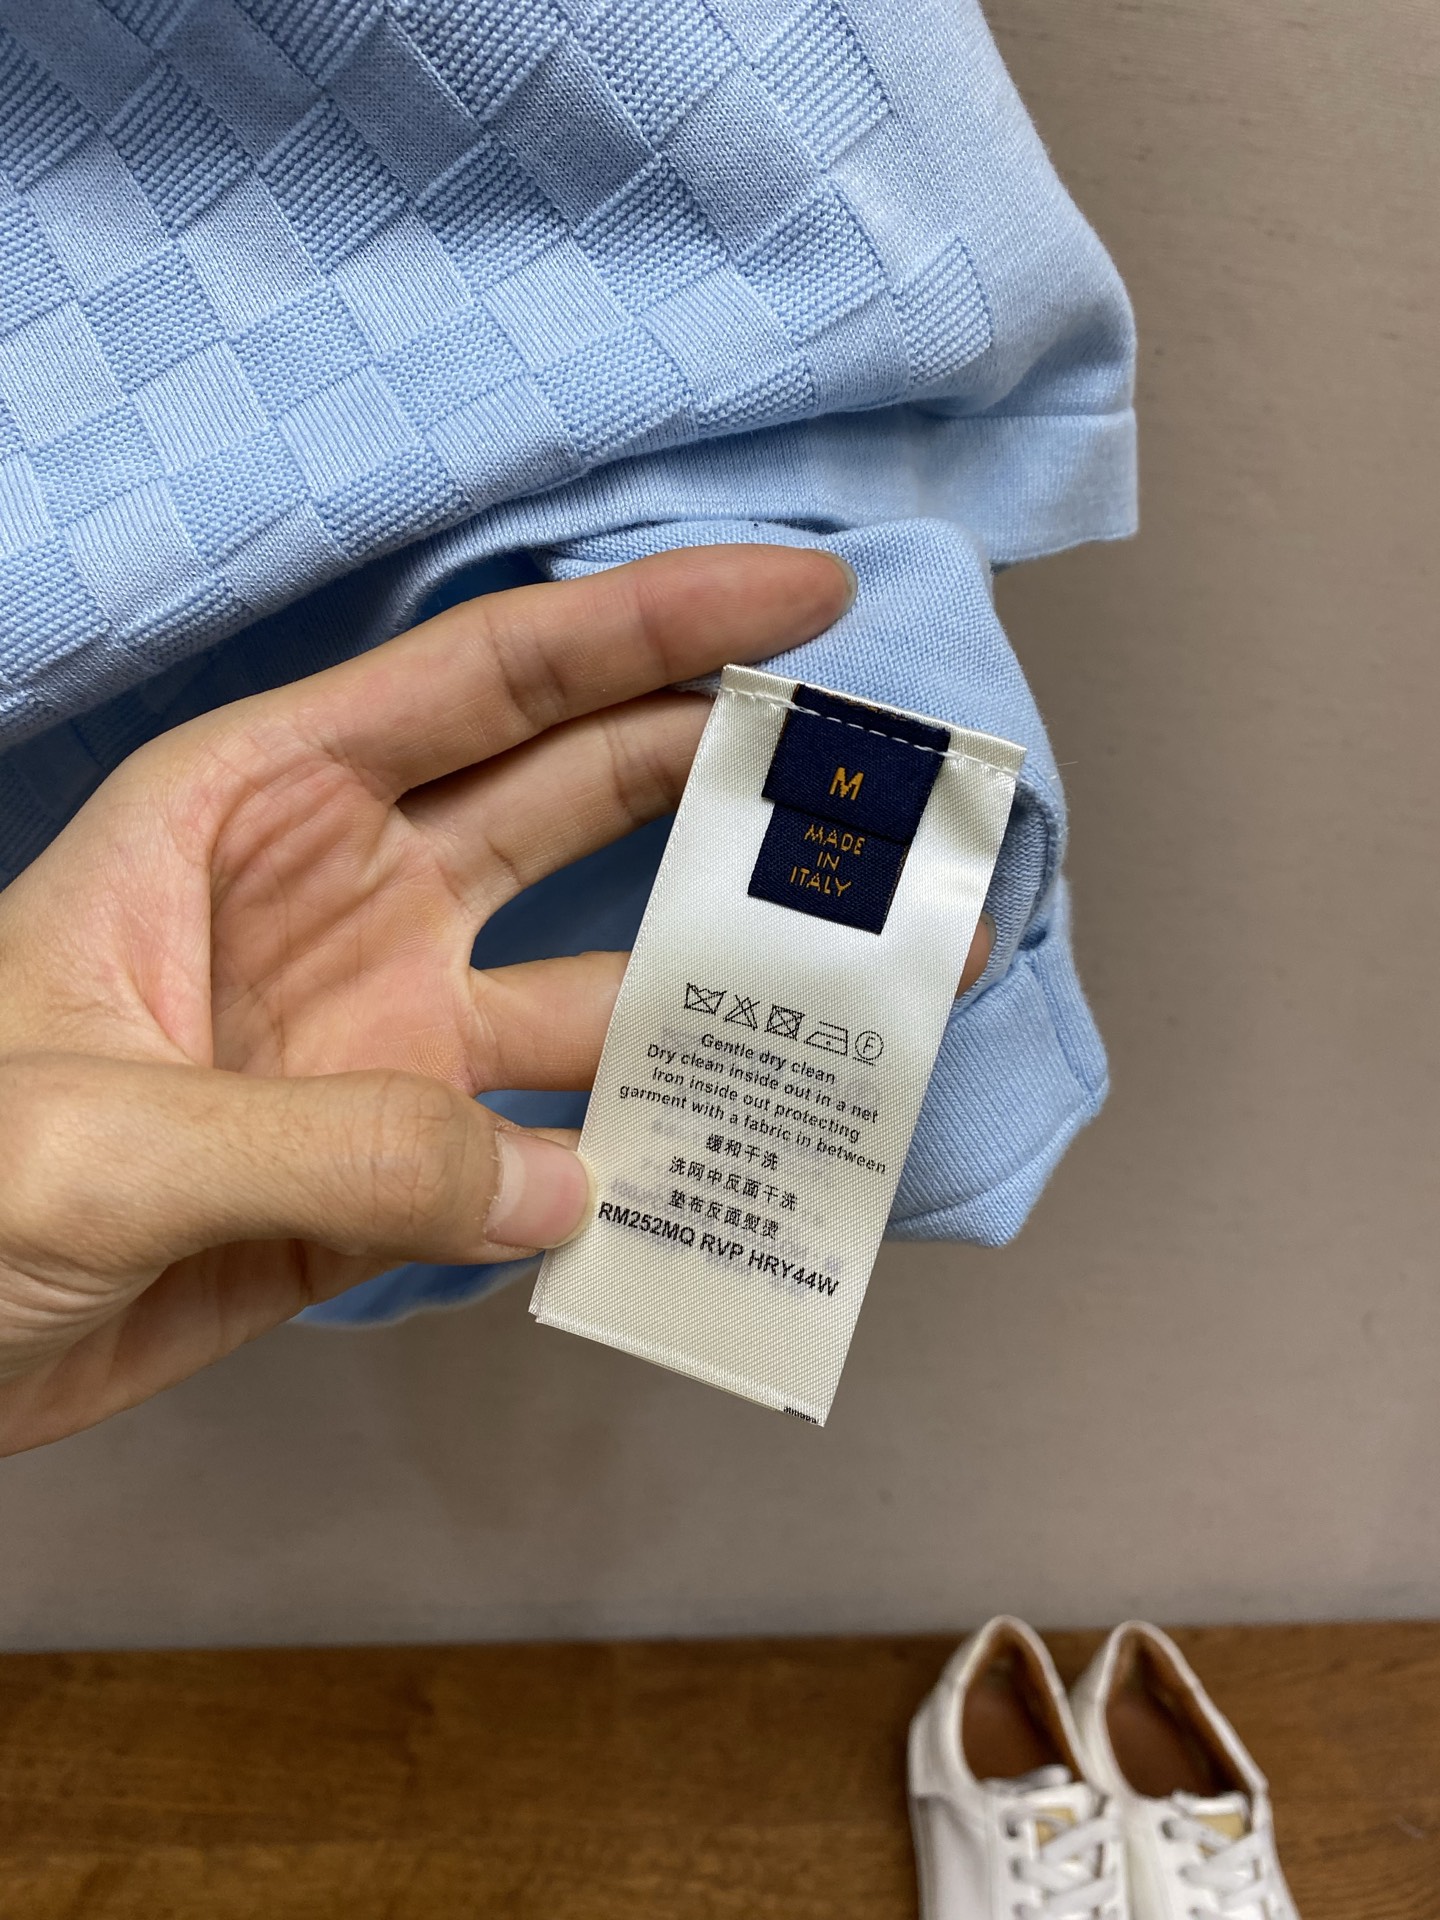 M
MADE
IN
ITALY
F
Gentle dry clean
Dry clean inside out in a net
Iron inside out protecting
garment with a fabric in between
缓和干洗
洗网中反面干洗
垫布反面熨烫
RM252MQ RVP HRY44W